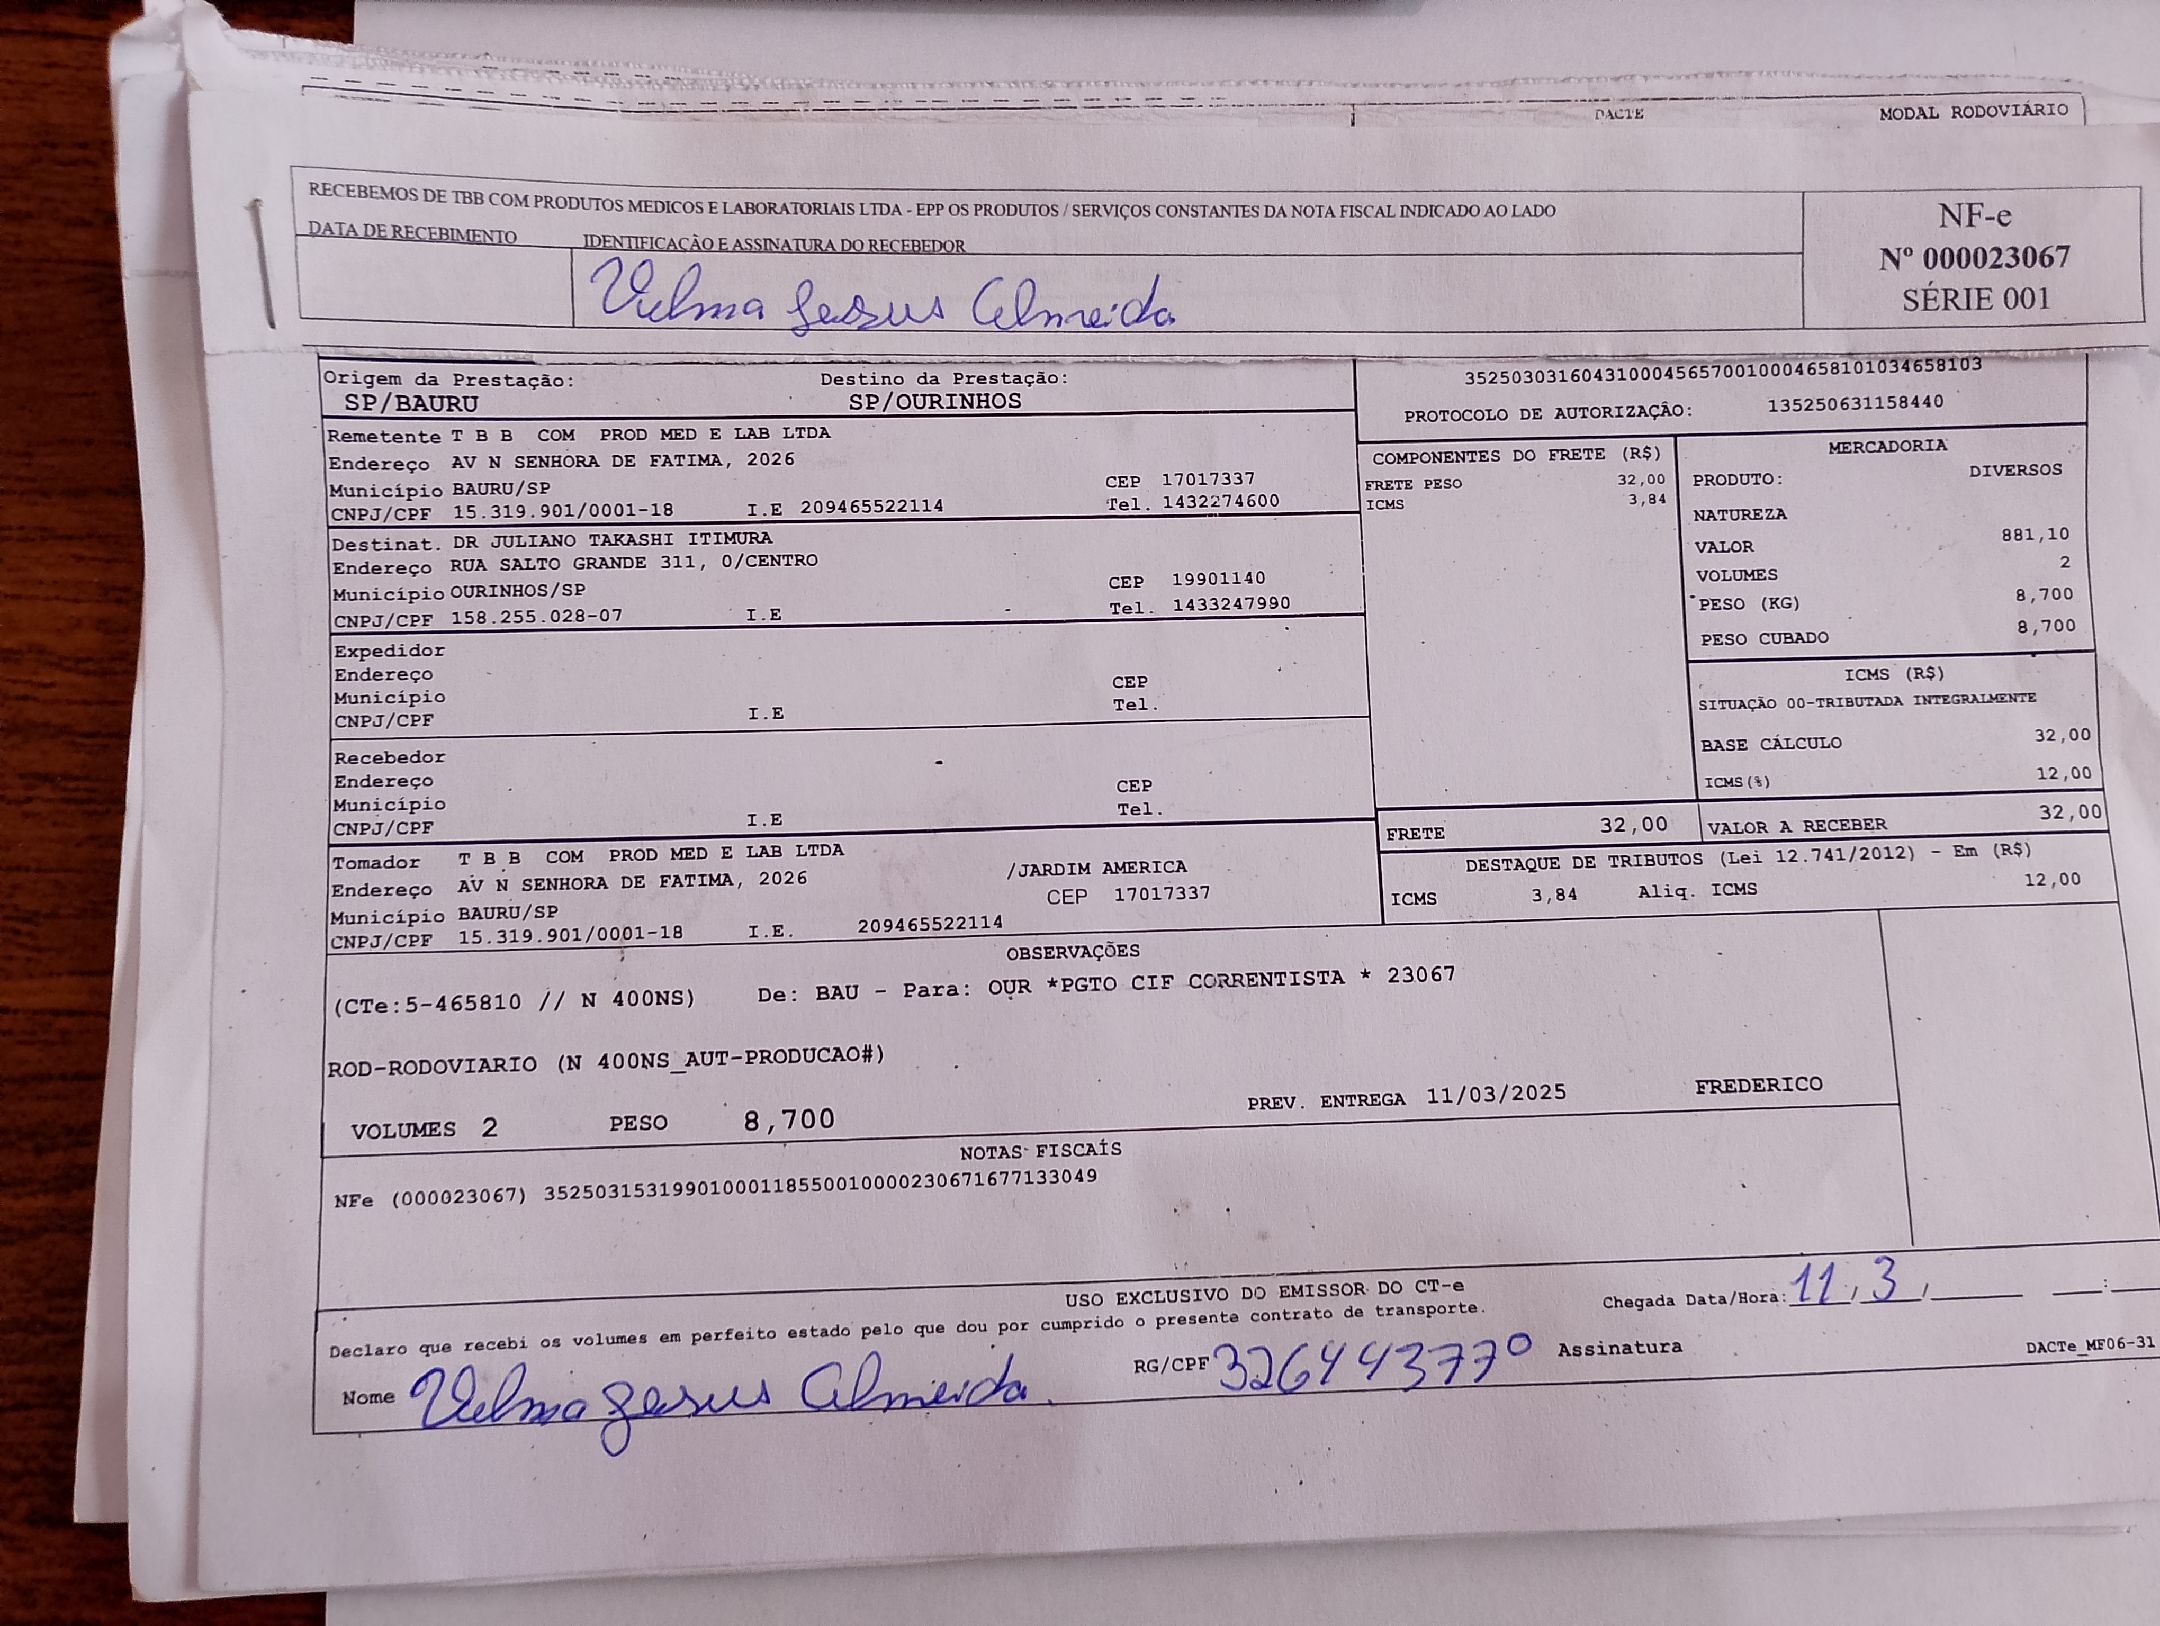 DACTE MODAL RODOVIÁRIO
RECEBEMOS DE TBB COM PRODUTOS MEDICOS E LABORATORIAIS LTDA - EPP OS PRODUTOS / SERVIÇOS CONSTANTES DA NOTA FISCAL INDICADO AO LADO
DATA DE RECEBIMENTO IDENTIFICAÇÃO E ASSINATURA DO RECEBEDOR
Vilma Jesus Almeida
NF-e
Nº 000023067
SÉRIE 001
Origem da Prestação: Destino da Prestação:
SP/BAURU SP/OURINHOS
35250303160431000456570010004658101034658103
PROTOCOLO DE AUTORIZAÇÃO: 135250631158440
Remetente T B B COM PROD MED E LAB LTDA
Endereço AV N SENHORA DE FATIMA, 2026
Município BAURU/SP CEP 17017337
CNPJ/CPF 15.319.901/0001-18 I.E 209465522114 Tel. 1432274600
Destinat. DR JULIANO TAKASHI ITIMURA
Endereço RUA SALTO GRANDE 311, 0/CENTRO
Município OURINHOS/SP CEP 19901140
CNPJ/CPF 158.255.028-07 I.E Tel. 1433247990
Expedidor
Endereço
Município CEP
CNPJ/CPF I.E Tel.
Recebedor
Endereço
Município CEP
CNPJ/CPF I.E Tel.
Tomador T B B COM PROD MED E LAB LTDA
Endereço AV N SENHORA DE FATIMA, 2026 /JARDIM AMERICA
Município BAURU/SP CEP 17017337
CNPJ/CPF 15.319.901/0001-18 I.E. 209465522114
COMPONENTES DO FRETE (R$)
FRETE PESO 32,00
ICMS 3,84
MERCADORIA
PRODUTO: DIVERSOS
NATUREZA
VALOR 881,10
VOLUMES 2
PESO (KG) 8,700
PESO CUBADO 8,700
ICMS (R$)
SITUAÇÃO 00-TRIBUTADA INTEGRALMENTE
BASE CÁLCULO 32,00
ICMS(%) 12,00
FRETE 32,00 VALOR A RECEBER 32,00
DESTAQUE DE TRIBUTOS (Lei 12.741/2012) - Em (R$)
ICMS 3,84 Aliq. ICMS 12,00
OBSERVAÇÕES
(CTe:5-465810 // N 400NS) De: BAU - Para: OUR *PGTO CIF CORRENTISTA * 23067
ROD-RODOVIARIO (N 400NS_AUT-PRODUCAO#)
VOLUMES 2 PESO 8,700 PREV. ENTREGA 11/03/2025 FREDERICO
NOTAS FISCAIS
NFe (000023067) 35250315319901000118550010000230671677133049
USO EXCLUSIVO DO EMISSOR DO CT-e
Declaro que recebi os volumes em perfeito estado pelo que dou por cumprido o presente contrato de transporte. Chegada Data/Hora: 11/3/ :
Nome Vilma Jesus Almeida RG/CPF 326443770 Assinatura DACTe_MF06-31